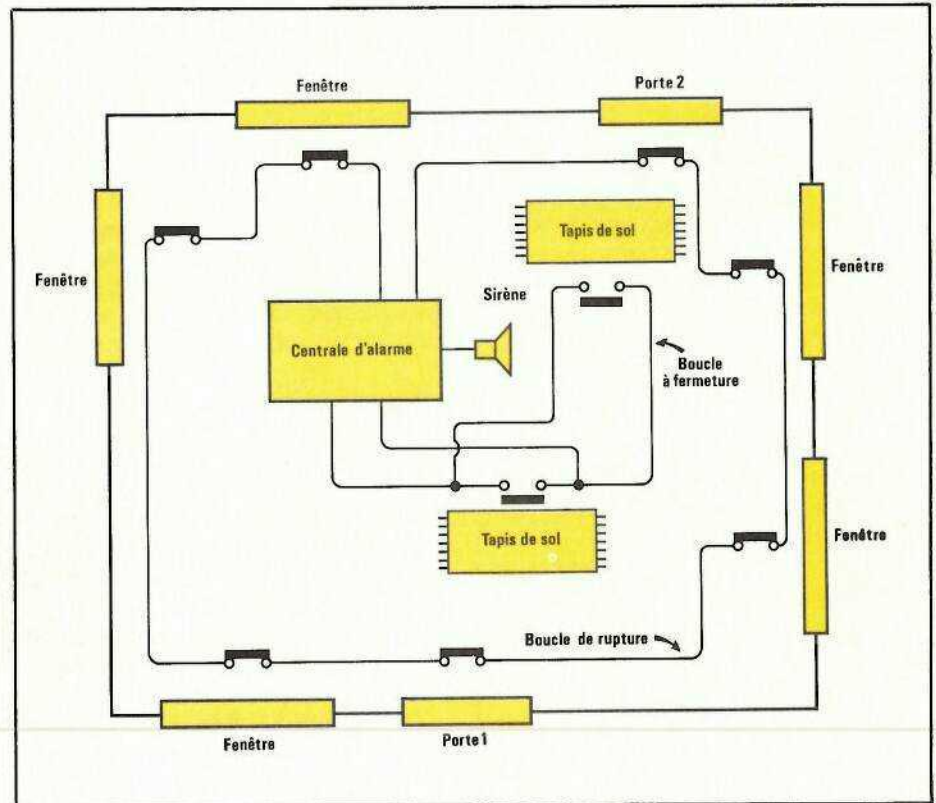 Fenêtre
Porte 2
Fenêtre
Tapis de sol
Fenêtre
Sirène
Centrale d'alarme
Boucle
à fermeture
Tapis de sol
Fenêtre
Boucle de rupture
Fenêtre
Porte 1